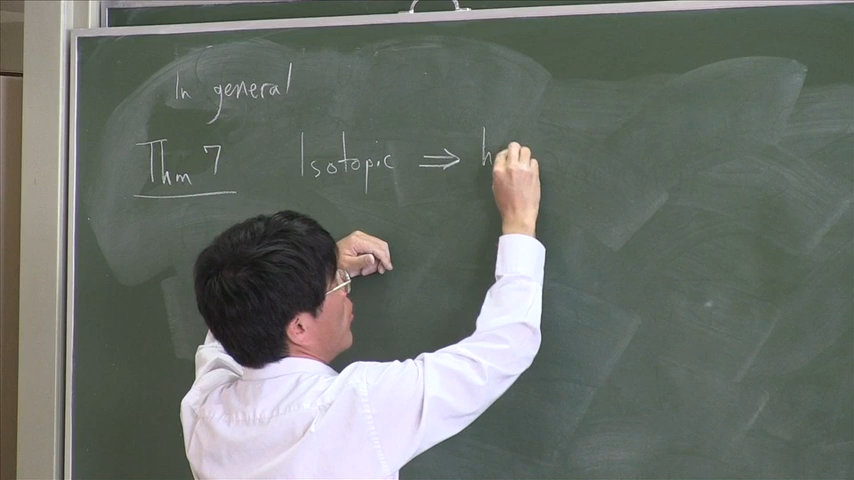 In general
Thm 7 Isotopic ⇒ h